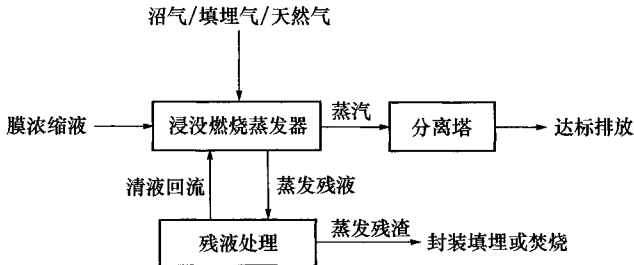 沼气/填埋气/天然气
膜浓缩液
浸没燃烧蒸发器
蒸汽
分离塔
达标排放
清液回流
蒸发残液
残液处理
蒸发残渣
封装填埋或焚烧